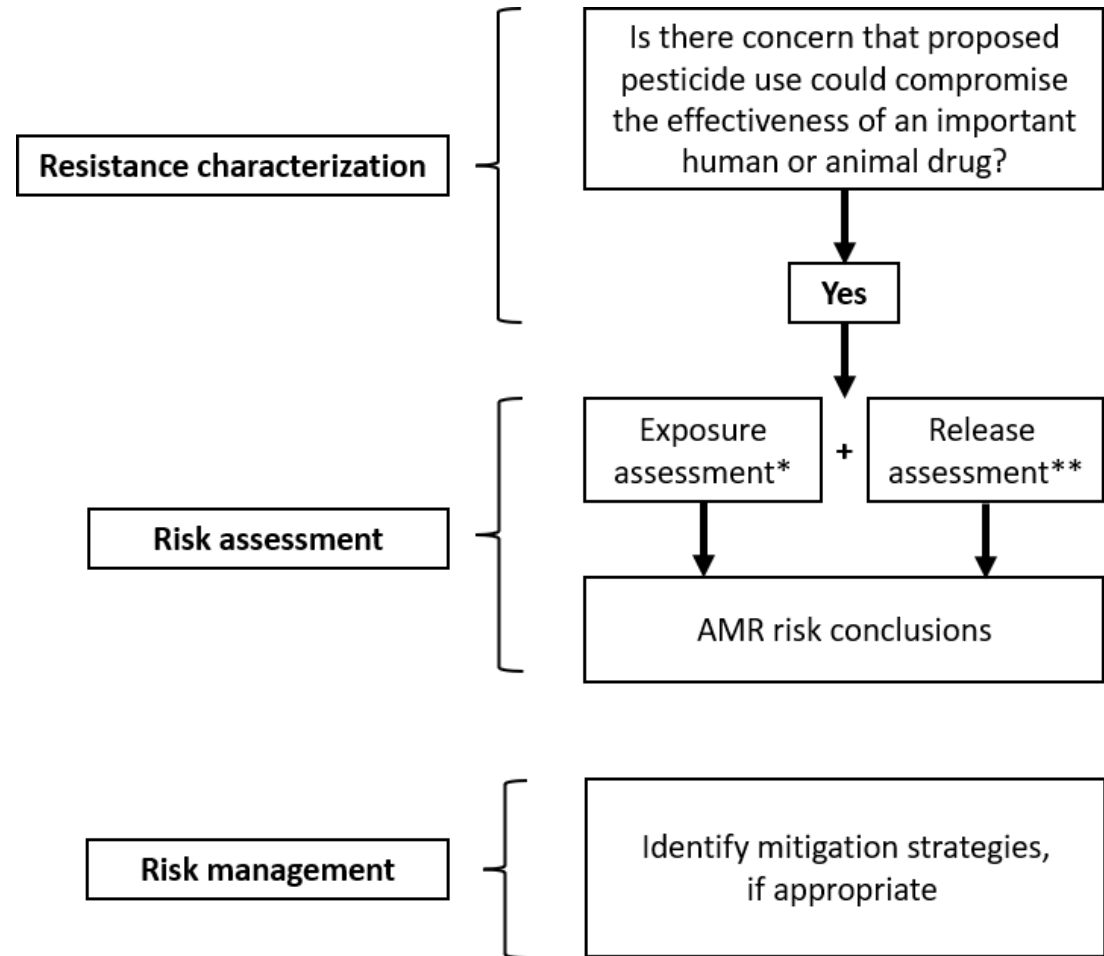 Resistance characterization
Is there concern that proposed
pesticide use could compromise
the effectiveness of an important
human or animal drug?
Yes
Risk assessment
Exposure
assessment*
+
Release
assessment**
AMR risk conclusions
Risk management
Identify mitigation strategies,
if appropriate